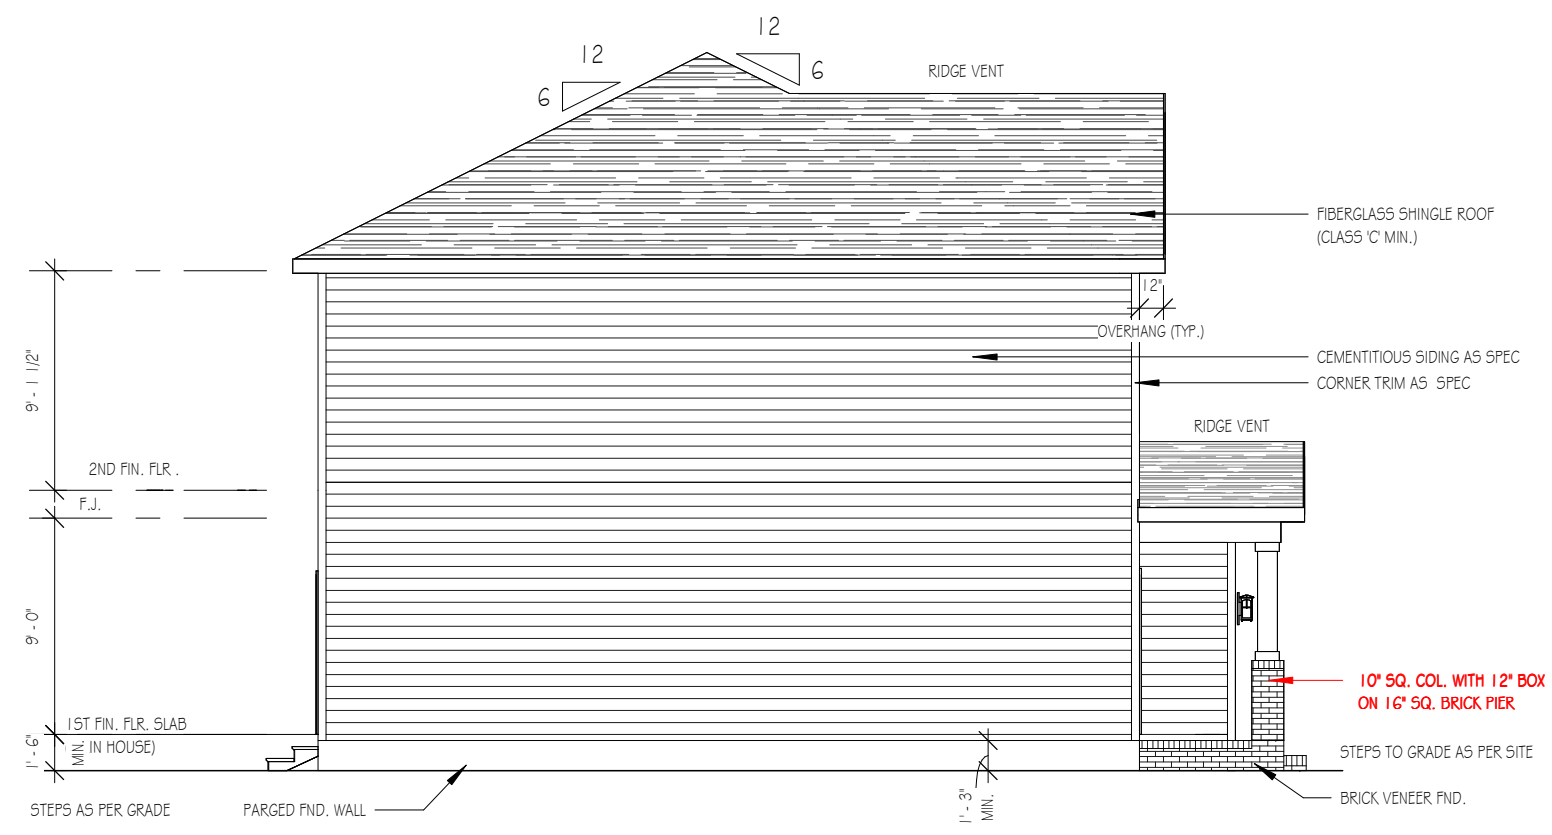 12
12
6
6
RIDGE VENT
FIBERGLASS SHINGLE ROOF
(CLASS 'C' MIN.)
12"
OVERHANG (TYP.)
CEMENTITIOUS SIDING AS SPEC
CORNER TRIM AS SPEC
9' - 1 1/2"
RIDGE VENT
2ND FIN. FLR .
F.J.
9' - 0"
10" SQ. COL. WITH 12" BOX
ON 16" SQ. BRICK PIER
1ST FIN. FLR. SLAB
MIN. IN HOUSE)
1' - 6"
STEPS TO GRADE AS PER SITE
1' - 3"
MIN.
BRICK VENEER FND.
STEPS AS PER GRADE
PARGED FND. WALL